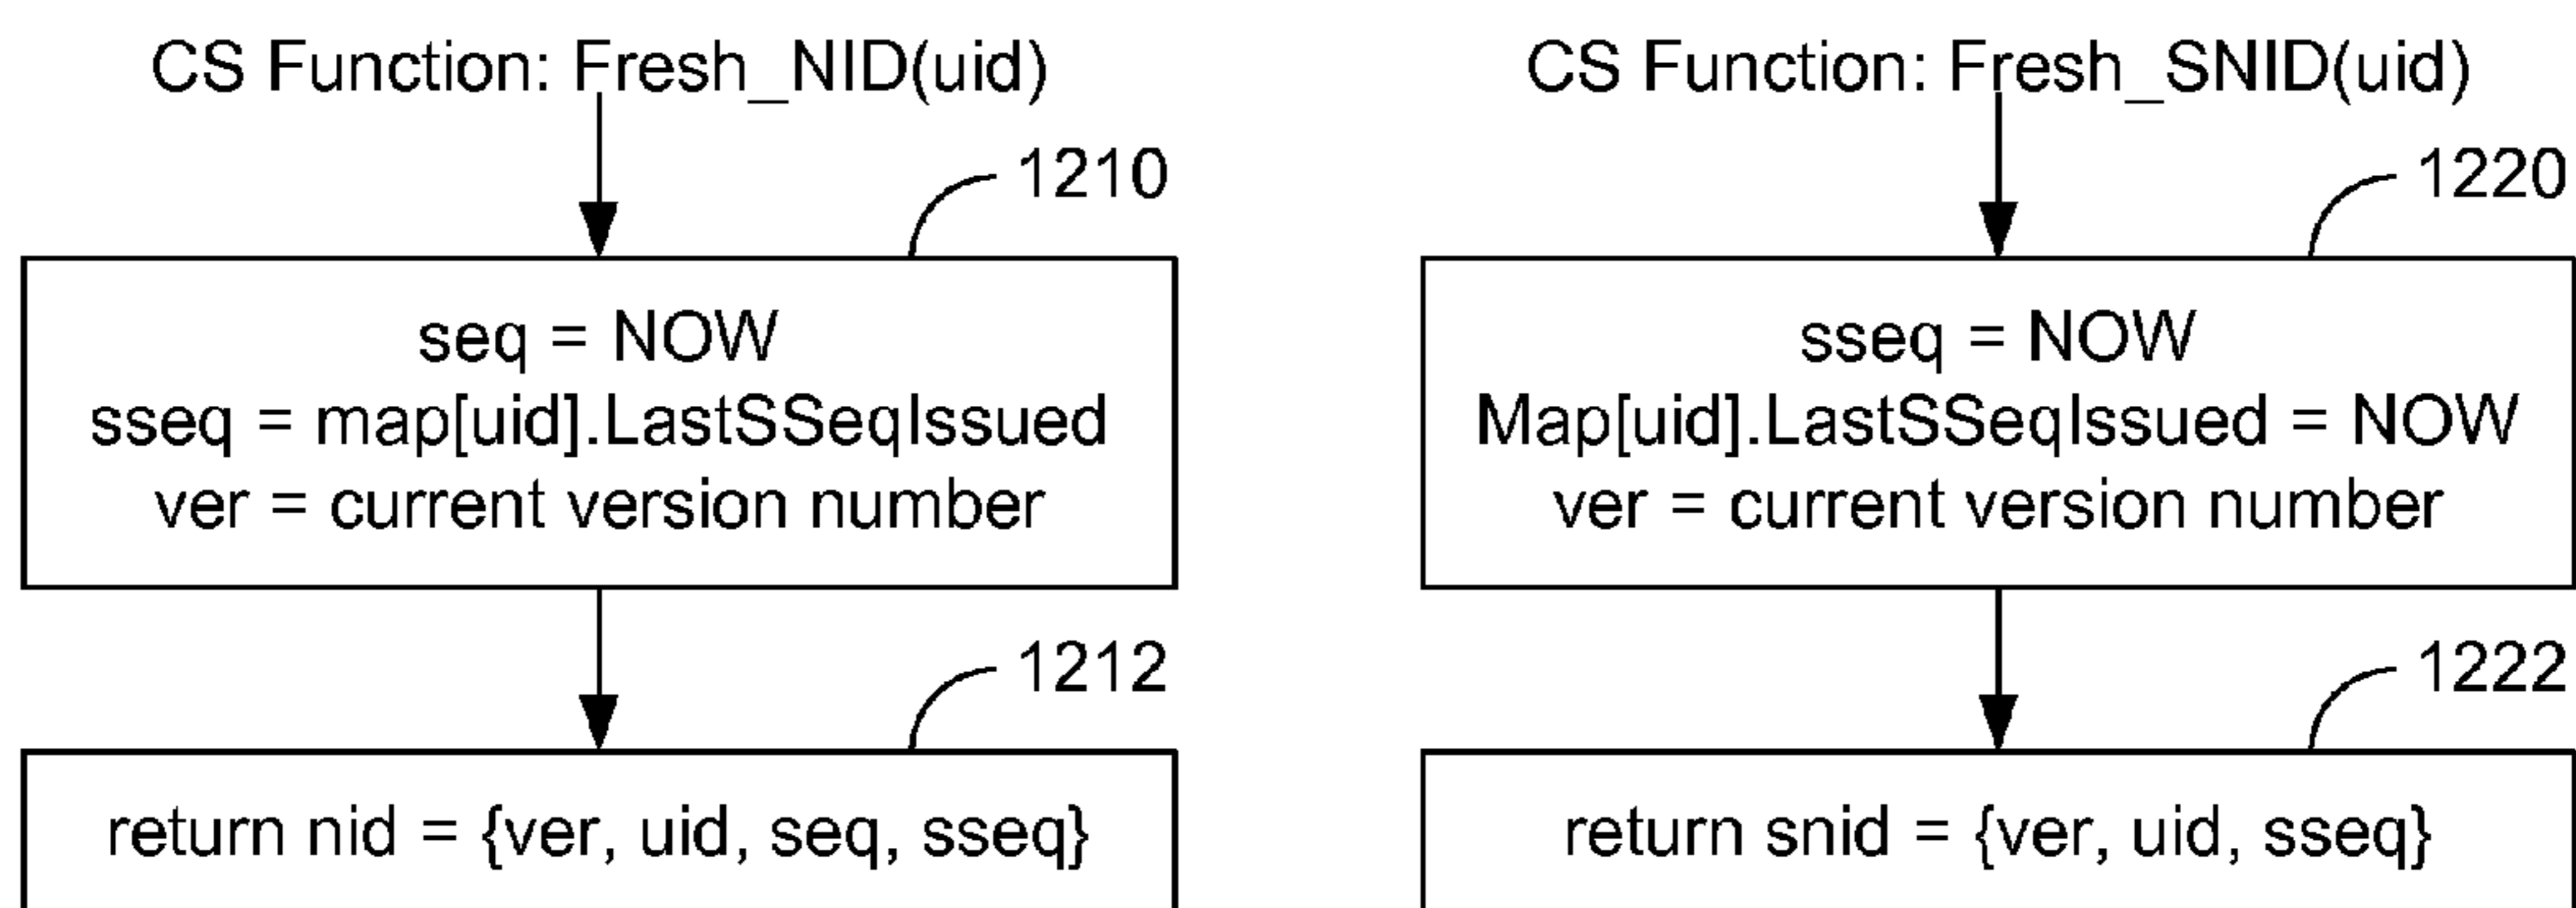 CS Function: Fresh_NID(uid)
1210
seq = NOW
sseq = map[uid].LastSSeqIssued
ver = current version number
1212
return nid = {ver, uid, seq, sseq}
CS Function: Fresh_SNID(uid)
1220
sseq = NOW
Map[uid].LastSSeqIssued = NOW
ver = current version number
1222
return snid = {ver, uid, sseq}